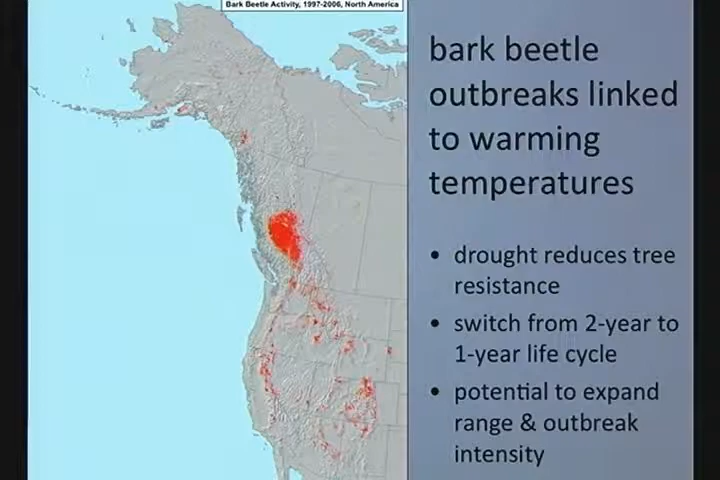 Bark Beetle Activity, 1997-2006, North America
bark beetle
outbreaks linked
to warming
temperatures
• drought reduces tree
resistance
• switch from 2-year to
1-year life cycle
• potential to expand
range & outbreak
intensity